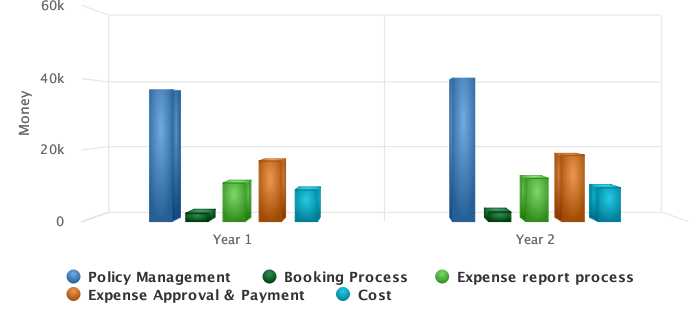 60k
40k
20k
0
Money
Year 1
Year 2
Policy Management
Booking Process
Expense report process
Expense Approval & Payment
Cost